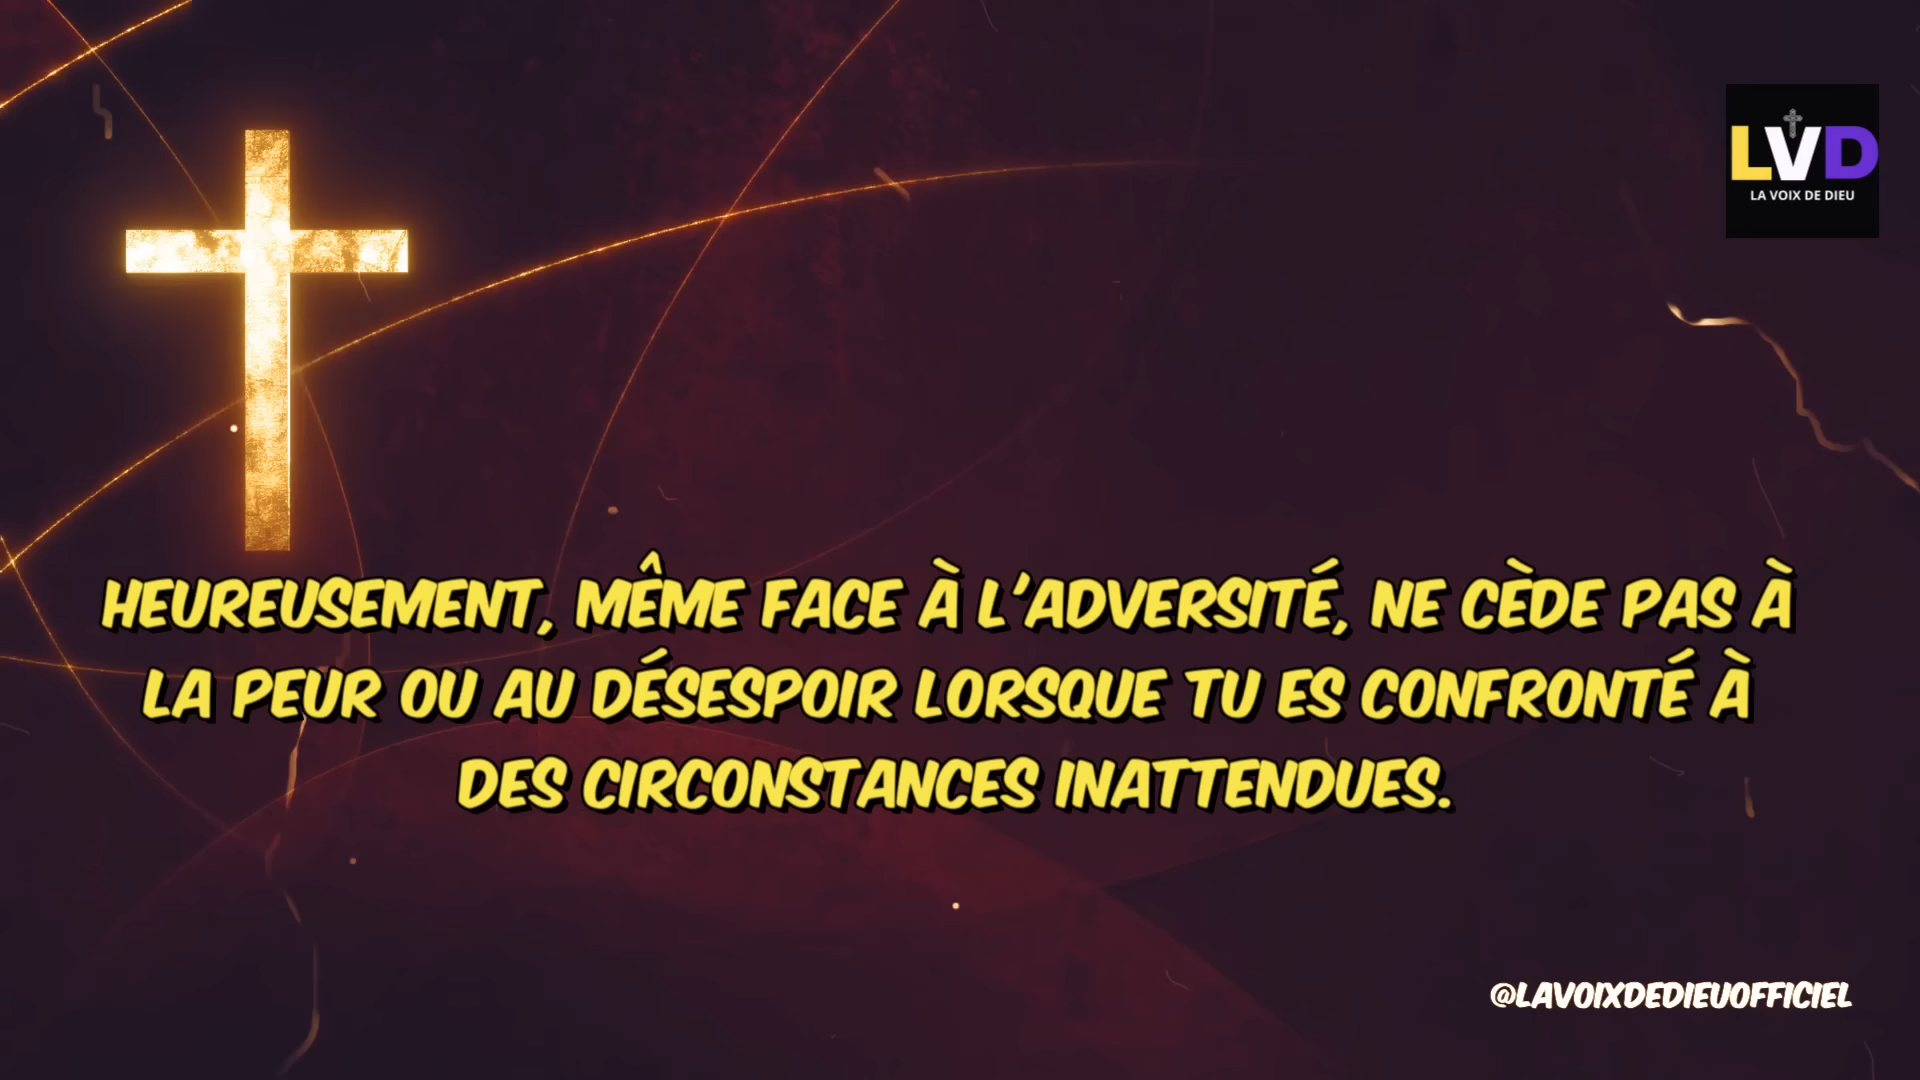 LVD
LA VOIX DE DIEU
HEUREUSEMENT, MÊME FACE À L'ADVERSITÉ, NE CÈDE PAS À
LA PEUR OU AU DÉSESPOIR LORSQUE TU ES CONFRONTÉ À
DES CIRCONSTANCES INATTENDUES.
@LAVOIXDEDIEUOFFICIEL